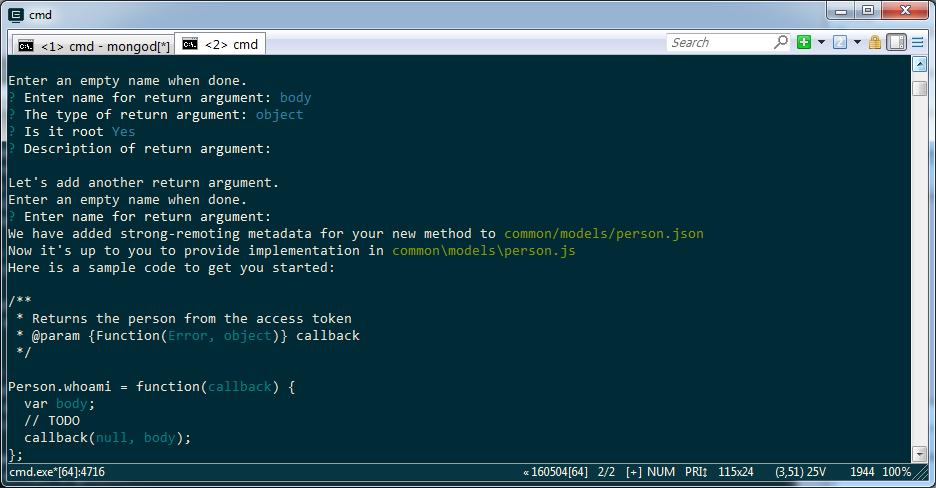 cmd
<1> cmd - mongod[*]
<2> cmd
Search
Enter an empty name when done.
? Enter name for return argument: body
? The type of return argument: object
? Is it root Yes
? Description of return argument:
Let's add another return argument.
Enter an empty name when done.
? Enter name for return argument:
We have added strong-remoting metadata for your new method to common/models/person.json
Now it's up to you to provide implementation in common\models\person.js
Here is a sample code to get you started:
/**
* Returns the person from the access token
* @param {Function(Error, object)} callback
*/
Person.whoami = function(callback) {
var body;
// TODO
callback(null, body);
};
cmd.exe*[64]:4716 « 160504[64] 2/2 [+] NUM PRI↕ 115x24 (3,51) 25V 1944 100%